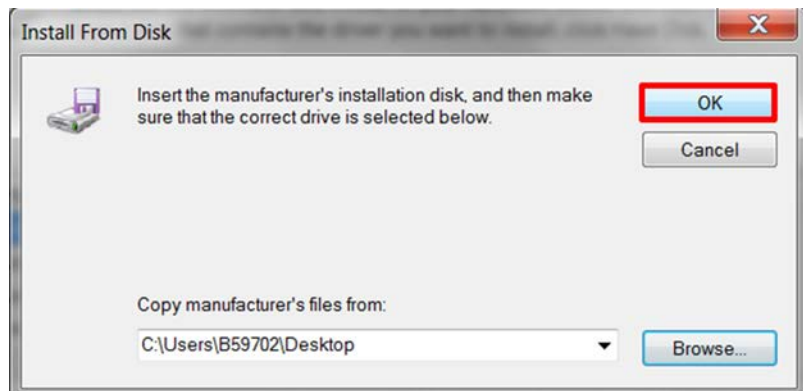 Install From Disk
Insert the manufacturer's installation disk, and then make
sure that the correct drive is selected below.
OK
Cancel
Copy manufacturer's files from:
C:\Users\B59702\Desktop
Browse...